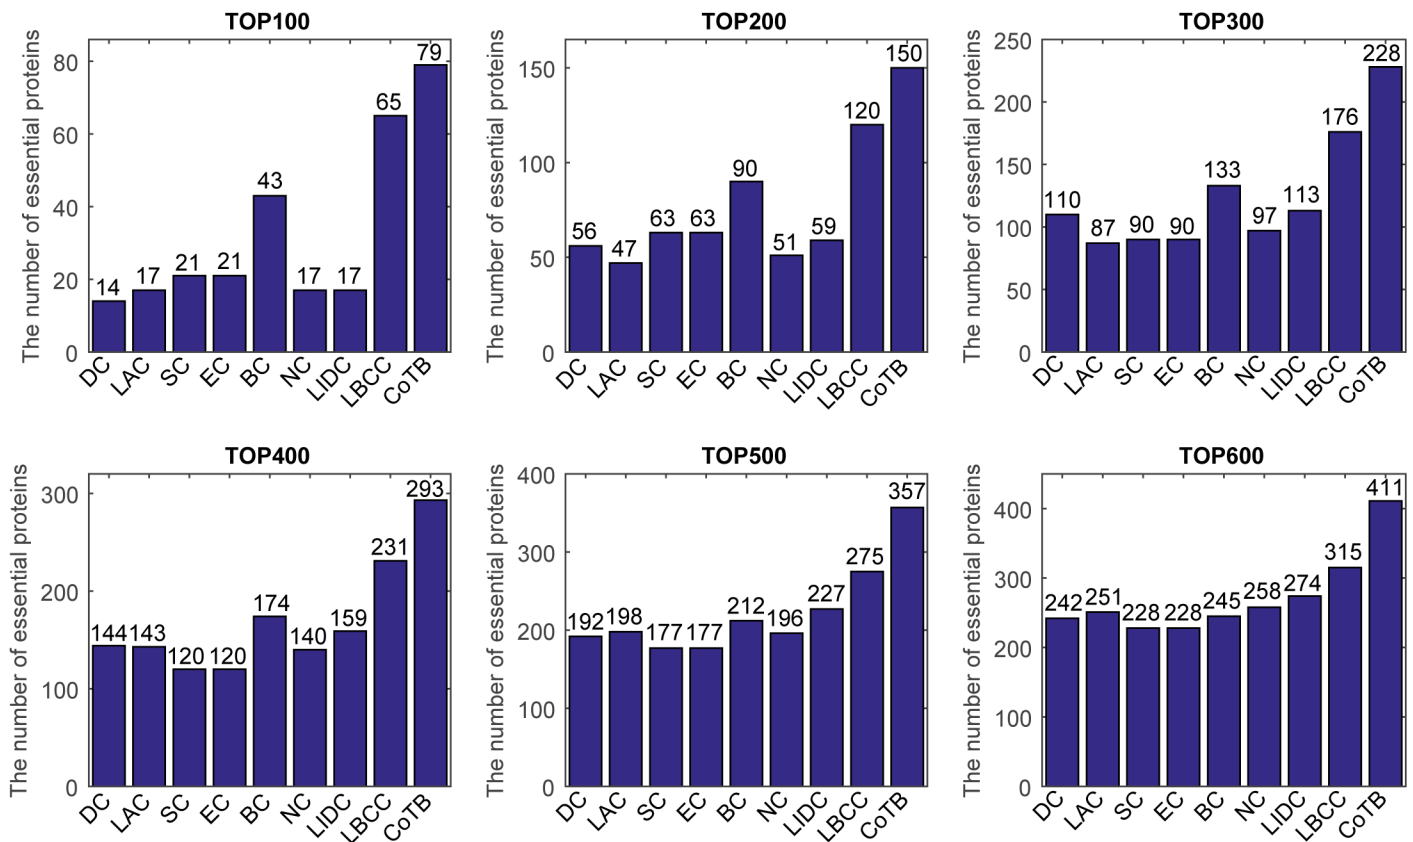 TOP100
The number of essential proteins
80
60
40
20
0
14
17
21
21
43
17
17
65
79
DC
LAC
SC
EC
BC
NC
LIDC
LBCC
CoTB
TOP200
The number of essential proteins
150
100
50
0
56
47
63
63
90
51
59
120
150
DC
LAC
SC
EC
BC
NC
LIDC
LBCC
CoTB
TOP300
The number of essential proteins
250
200
150
100
50
0
110
87
90
90
133
97
113
176
228
DC
LAC
SC
EC
BC
NC
LIDC
LBCC
CoTB
TOP400
The number of essential proteins
300
200
100
0
144
143
120
120
174
140
159
231
293
DC
LAC
SC
EC
BC
NC
LIDC
LBCC
CoTB
TOP500
The number of essential proteins
400
300
200
100
0
192
198
177
177
212
196
227
275
357
DC
LAC
SC
EC
BC
NC
LIDC
LBCC
CoTB
TOP600
The number of essential proteins
400
300
200
100
0
242
251
228
228
245
258
274
315
411
DC
LAC
SC
EC
BC
NC
LIDC
LBCC
CoTB